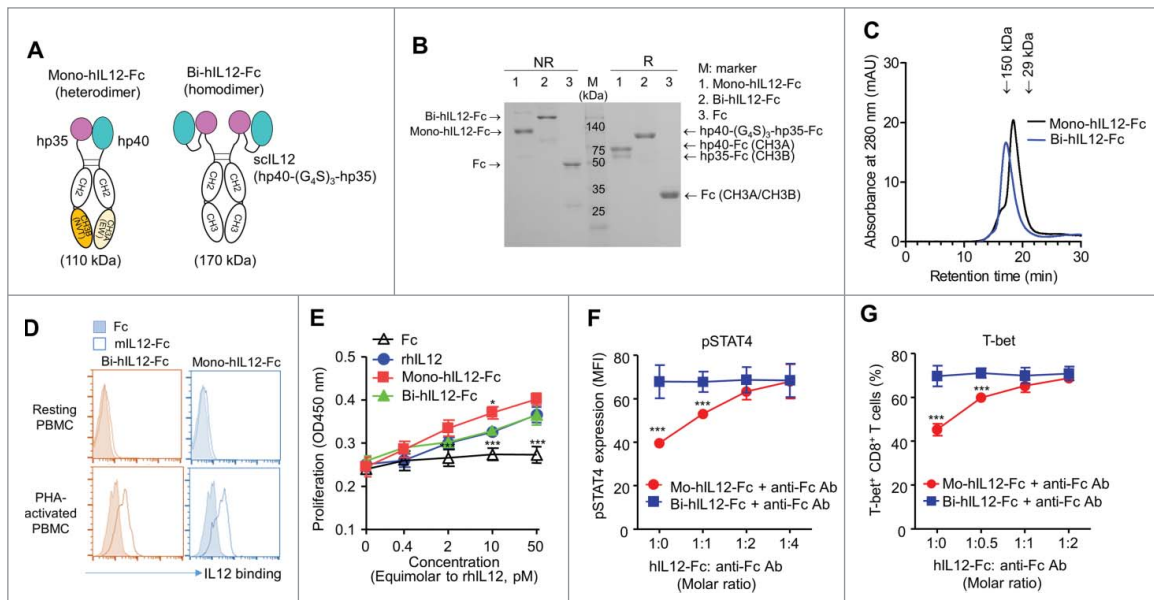 A
Mono-hIL12-Fc
(heterodimer)
Bi-hIL12-Fc
(homodimer)
hp35
hp40
scIL12
(hp40-(G₄S)₃-hp35)
CH2
CH2
CH2
CH2
CH3B
(NVT)
CH3A
(EW)
CH3
CH3
(110 kDa)
(170 kDa)
B
NR
R
1 2 3
M
(kDa)
1 2 3
M: marker
1. Mono-hIL12-Fc
2. Bi-hIL12-Fc
3. Fc
Bi-hIL12-Fc →
Mono-hIL12-Fc→
Fc →
140
75
50
35
25
← hp40-(G₄S)₃-hp35-Fc
← hp40-Fc (CH3A)
← hp35-Fc (CH3B)
← Fc (CH3A/CH3B)
C
←150 kDa
←29 kDa
Absorbance at 280 nm (mAU)
30
20
10
0
0 10 20 30
Retention time (min)
Mono-hIL12-Fc
Bi-hIL12-Fc
D
Fc
mIL12-Fc
Bi-hIL12-Fc
Mono-hIL12-Fc
Resting
PBMC
PHA-
activated
PBMC
IL12 binding
E
Fc
rhIL12
Mono-hIL12-Fc
Bi-hIL12-Fc
Proliferation (OD450 nm)
0.5
0.4
0.3
0.2
0.1
*
*** *** ***
0 0.4 2 10 50
Concentration
(Equimolar to rhIL12, pM)
F
pSTAT4
pSTAT4 expression (MFI)
80
60
40
20
0
***
***
Mo-hIL12-Fc + anti-Fc Ab
Bi-hIL12-Fc + anti-Fc Ab
1:0 1:1 1:2 1:4
hIL12-Fc: anti-Fc Ab
(Molar ratio)
G
T-bet
T-bet⁺ CD8⁺ T cells (%)
80
60
40
20
0
***
***
Mo-hIL12-Fc + anti-Fc Ab
Bi-hIL12-Fc + anti-Fc Ab
1:0 1:0.5 1:1 1:2
hIL12-Fc: anti-Fc Ab
(Molar ratio)